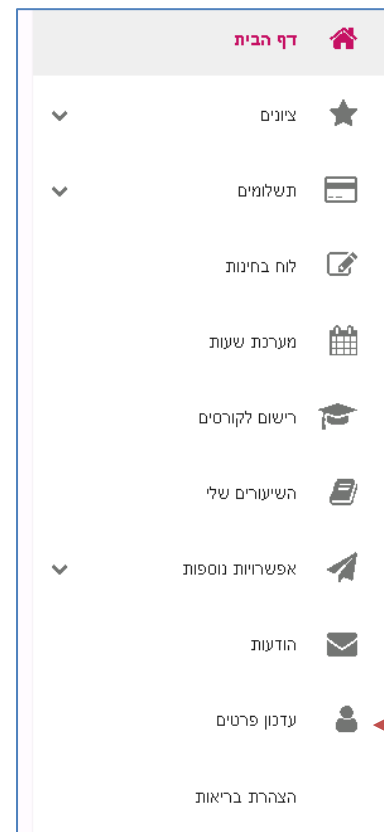 דף הבית
ציונים
תשלומים
לוח בחינות
מערכת שעות
רישום לקורסים
השיעורים שלי
אפשרויות נוספות
הודעות
עדכון פרטים
הצהרת בריאות